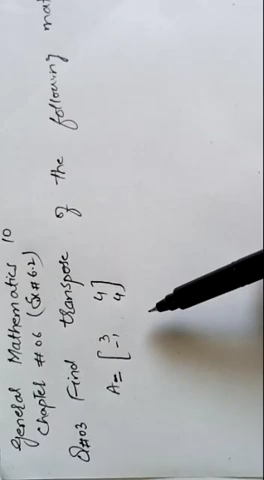 General Mathematics 10
Chapter # 06 (Ex # 6.2)
Q#03 Find transpose of the following
A = [ 3 4
-1 4 ]